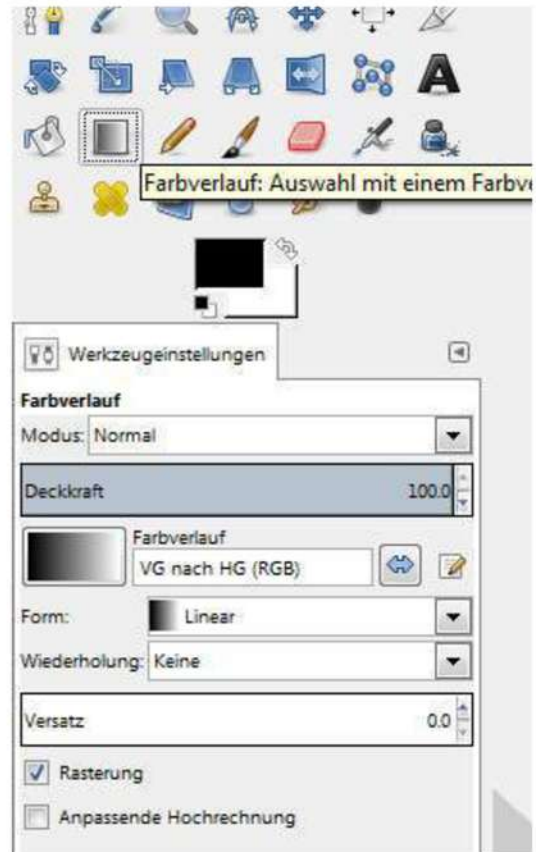 Farbverlauf: Auswahl mit einem Farbve
Werkzeugeinstellungen
Farbverlauf
Modus: Normal
Deckkraft 100.0
Farbverlauf
VG nach HG (RGB)
Form: Linear
Wiederholung: Keine
Versatz 0.0
Rasterung
Anpassende Hochrechnung